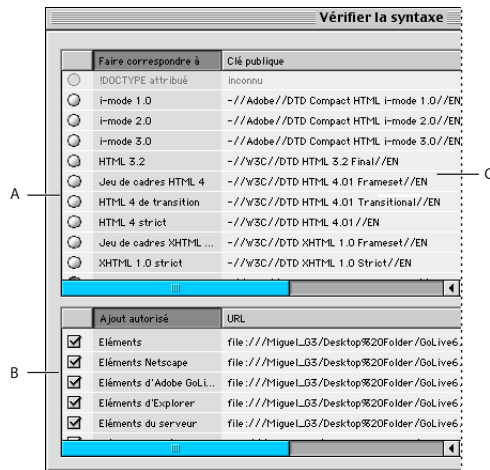 Vérifier la syntaxe
Faire correspondre à Clé publique
!DOCTYPE attribué inconnu
i-mode 1.0 -//Adobe//DTD Compact HTML i-mode 1.0//EN
i-mode 2.0 -//Adobe//DTD Compact HTML i-mode 2.0//EN
i-mode 3.0 -//Adobe//DTD Compact HTML i-mode 3.0//EN
HTML 3.2 -//W3C//DTD HTML 3.2 Final//EN
C
Jeu de cadres HTML 4 -//W3C//DTD HTML 4.01 Frameset//EN
A
HTML 4 de transition -//W3C//DTD HTML 4.01 Transitional//EN
HTML 4 strict -//W3C//DTD HTML 4.01//EN
Jeu de cadres XHTML ... -//W3C//DTD XHTML 1.0 Frameset//EN
XHTML 1.0 strict -//W3C//DTD XHTML 1.0 Strict//EN
Ajout autorisé URL
Eléments file:///Miguel_G3/Desktop%20Folder/GoLive6.
Eléments Netscape file:///Miguel_G3/Desktop%20Folder/GoLive6.
B
Eléments d'Adobe GoLi... file:///Miguel_G3/Desktop%20Folder/GoLive6.
Eléments d'Explorer file:///Miguel_G3/Desktop%20Folder/GoLive6.
Eléments du serveur file:///Miguel_G3/Desktop%20Folder/GoLive6.